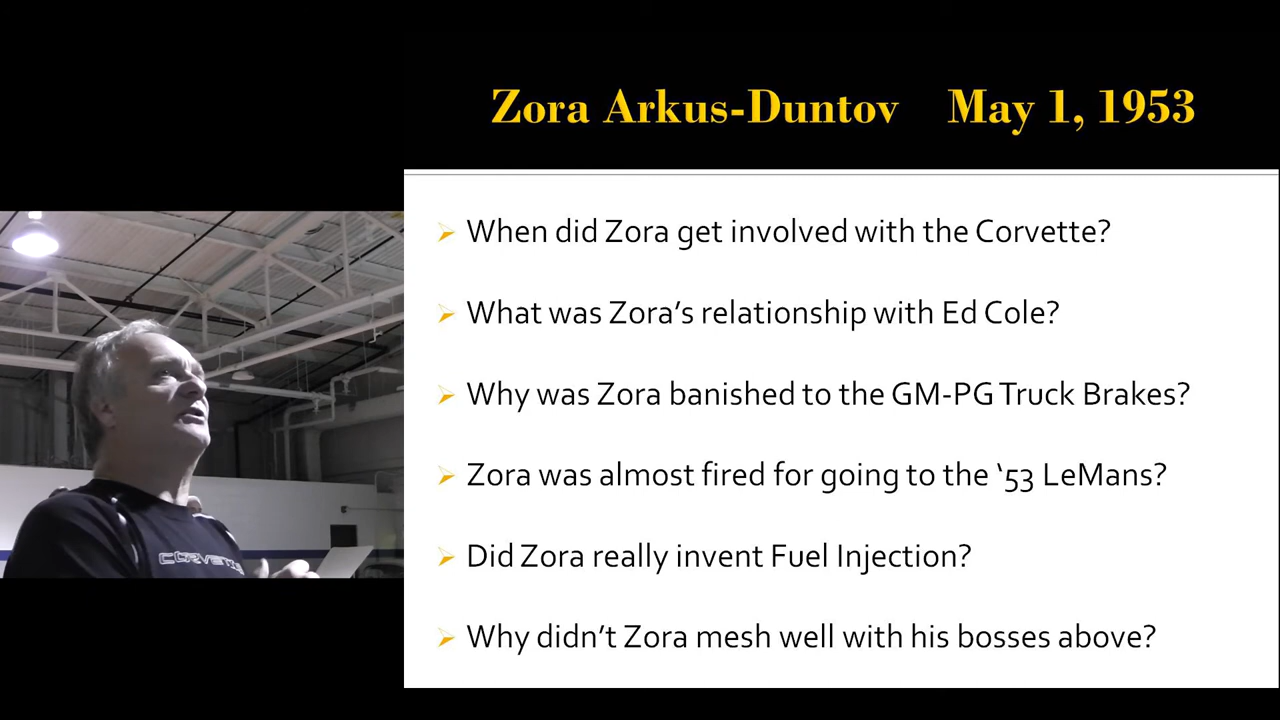 Zora Arkus-Duntov May 1, 1953
When did Zora get involved with the Corvette?
What was Zora's relationship with Ed Cole?
Why was Zora banished to the GM-PG Truck Brakes?
Zora was almost fired for going to the ‘53 LeMans?
Did Zora really invent Fuel Injection?
Why didn't Zora mesh well with his bosses above?
CORVETTE